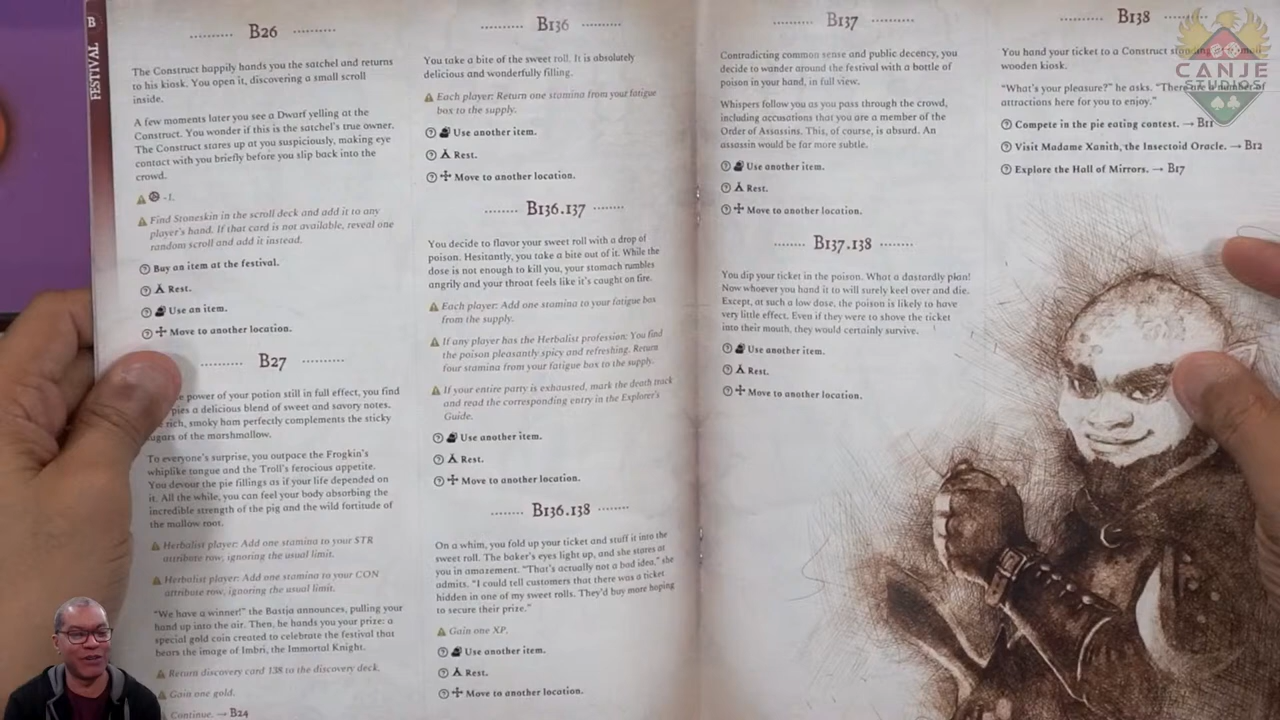 B
FESTIVAL
B26
The Construct happily hands you the satchel and returns
to his kiosk. You open it, discovering a small scroll
inside.
A few moments later you see a Dwarf yelling at the
Construct. You wonder if this is the satchel's true owner.
The Construct stares up at you suspiciously, making eye
contact with you briefly before you slip back into the
crowd.
-1.
Find Stoneskin in the scroll deck and add it to any
player's hand. If that card is not available, reveal one
random scroll and add it instead.
Buy an item at the festival.
Rest.
Use an item.
Move to another location.
B27
power of your potion still in full effect, you find
pies a delicious blend of sweet and savory notes.
rich, smoky ham perfectly complements the sticky
sugars of the marshmallow.
To everyone's surprise, you outpace the Frogkin's
whiplike tongue and the Troll's ferocious appetite.
You devour the pie fillings as if your life depended on
it. All the while, you can feel your body absorbing the
incredible strength of the pig and the wild fortitude of
the mallow root.
Herbalist player: Add one stamina to your STR
attribute row, ignoring the usual limit.
Herbalist player: Add one stamina to your CON
attribute row, ignoring the usual limit.
"We have a winner!" the Bastja announces, pulling your
hand up into the air. Then, he hands you your prize: a
special gold coin created to celebrate the festival that
bears the image of Imbri, the Immortal Knight.
Return discovery card 138 to the discovery deck.
Gain one gold.
Continue. → B24
B136
You take a bite of the sweet roll. It is absolutely
delicious and wonderfully filling.
Each player: Return one stamina from your fatigue
box to the supply.
Use another item.
Rest.
Move to another location.
B136.137
You decide to flavor your sweet roll with a drop of
poison. Hesitantly, you take a bite out of it. While the
dose is not enough to kill you, your stomach rumbles
angrily and your throat feels like it's caught on fire.
Each player: Add one stamina to your fatigue box
from the supply.
If any player has the Herbalist profession: You find
the poison pleasantly spicy and refreshing. Return
four stamina from your fatigue box to the supply.
If your entire party is exhausted, mark the death track
and read the corresponding entry in the Explorer's
Guide.
Use another item.
Rest.
Move to another location.
B136.138
On a whim, you fold up your ticket and stuff it into the
sweet roll. The baker's eyes light up, and she stares at
you in amazement. "That's actually not a bad idea," she
admits. "I could tell customers that there was a ticket
hidden in one of my sweet rolls. They'd buy more hoping
to secure their prize."
Gain one XP.
Use another item.
Rest.
Move to another location.
B137
Contradicting common sense and public decency, you
decide to wander around the festival with a bottle of
poison in your hand, in full view.
Whispers follow you as you pass through the crowd,
including accusations that you are a member of the
Order of Assassins. This, of course, is absurd. An
assassin would be far more subtle.
Use another item.
Rest.
Move to another location.
B137.138
You dip your ticket in the poison. What a dastardly plan!
Now whoever you hand it to will surely keel over and die.
Except, at such a low dose, the poison is likely to have
very little effect. Even if they were to shove the ticket
into their mouth, they would certainly survive.
Use another item.
Rest.
Move to another location.
B138
You hand your ticket to a Construct
wooden kiosk.
"What's your pleasure?" he asks. "There are a number of
attractions here for you to enjoy."
Compete in the pie eating contest. → B11
Visit Madame Xanith, the Insectoid Oracle. → B12
Explore the Hall of Mirrors. → B17
CANJE
STUDIOS